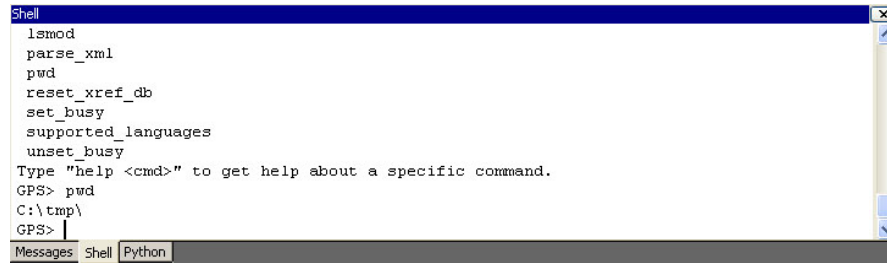 Shell
lsmod
parse_xml
pwd
reset_xref_db
set_busy
supported_languages
unset_busy
Type "help <cmd>" to get help about a specific command.
GPS> pwd
C:\tmp\
GPS>
Messages Shell Python